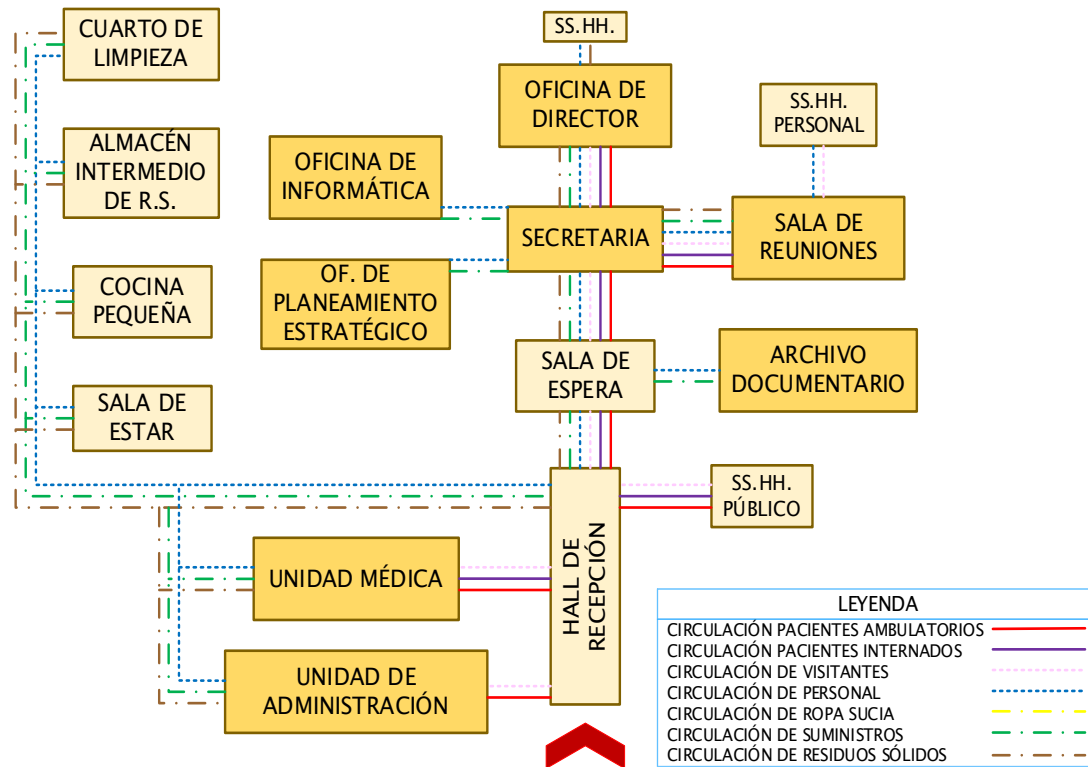 CUARTO DE
LIMPIEZA
SS.HH.
OFICINA DE
DIRECTOR
SS.HH.
PERSONAL
ALMACÉN
INTERMEDIO
DE R.S.
OFICINA DE
INFORMÁTICA
SECRETARIA
SALA DE
REUNIONES
COCINA
PEQUEÑA
OF. DE
PLANEAMIENTO
ESTRATÉGICO
SALA DE
ESPERA
ARCHIVO
DOCUMENTARIO
SALA DE
ESTAR
SS.HH.
PÚBLICO
HALL DE
RECEPCIÓN
UNIDAD MÉDICA
UNIDAD DE
ADMINISTRACIÓN
LEYENDA
CIRCULACIÓN PACIENTES AMBULATORIOS
CIRCULACIÓN PACIENTES INTERNADOS
CIRCULACIÓN DE VISITANTES
CIRCULACIÓN DE PERSONAL
CIRCULACIÓN DE ROPA SUCIA
CIRCULACIÓN DE SUMINISTROS
CIRCULACIÓN DE RESIDUOS SÓLIDOS